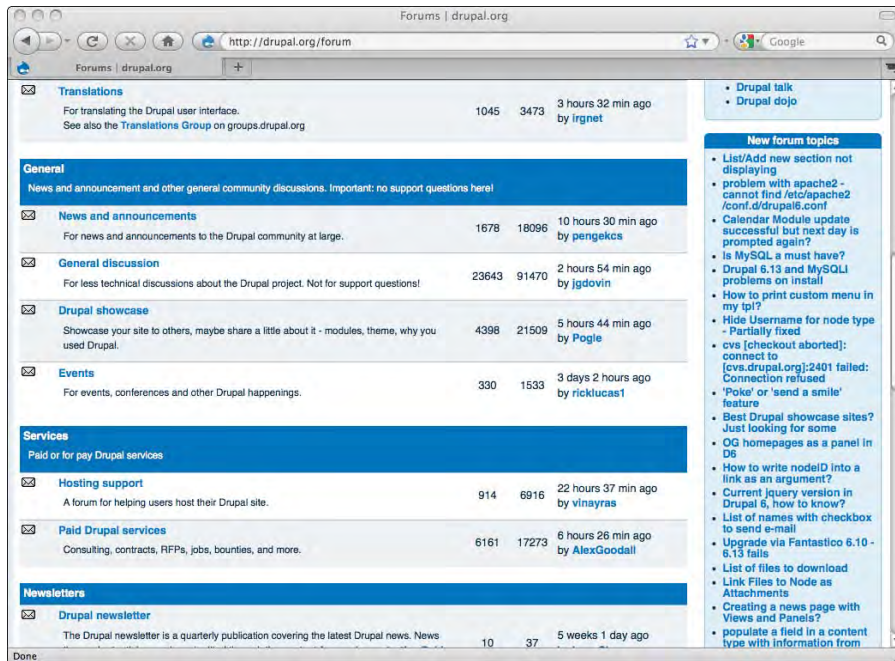 Forums | drupal.org
http://drupal.org/forum
Google
Forums | drupal.org
+
Translations
For translating the Drupal user interface.
See also the Translations Group on groups.drupal.org
1045 3473 3 hours 32 min ago
by irgnet
General
News and announcement and other general community discussions. Important: no support questions here!
News and announcements
For news and announcements to the Drupal community at large.
1678 18096 10 hours 30 min ago
by pengekcs
General discussion
For less technical discussions about the Drupal project. Not for support questions!
23643 91470 2 hours 54 min ago
by jgdovin
Drupal showcase
Showcase your site to others, maybe share a little about it - modules, theme, why you
used Drupal.
4398 21509 5 hours 44 min ago
by Pogle
Events
For events, conferences and other Drupal happenings.
330 1533 3 days 2 hours ago
by ricklucas1
Services
Paid or for pay Drupal services
Hosting support
A forum for helping users host their Drupal site.
914 6916 22 hours 37 min ago
by vinayras
Paid Drupal services
Consulting, contracts, RFPs, jobs, bounties, and more.
6161 17273 6 hours 26 min ago
by AlexGoodall
Newsletters
Drupal newsletter
The Drupal newsletter is a quarterly publication covering the latest Drupal news. News
10 37 5 weeks 1 day ago
• Drupal talk
• Drupal dojo
New forum topics
• List/Add new section not
displaying
• problem with apache2 -
cannot find /etc/apache2
/conf.d/drupal6.conf
• Calendar Module update
successful but next day is
prompted again?
• Is MySQL a must have?
• Drupal 6.13 and MySQLI
problems on install
• How to print custom menu in
my tpl?
• Hide Username for node type
- Partially fixed
• cvs [checkout aborted]:
connect to
[cvs.drupal.org]:2401 failed:
Connection refused
• 'Poke' or 'send a smile'
feature
• Best Drupal showcase sites?
Just looking for some
• OG homepages as a panel in
D6
• How to write nodeID into a
link as an argument?
• Current jquery version in
Drupal 6, how to know?
• List of names with checkbox
to send e-mail
• Upgrade via Fantastico 6.10 -
6.13 fails
• List of files to download
• Link Files to Node as
Attachments
• Creating a news page with
Views and Panels?
• populate a field in a content
type with information from
Done